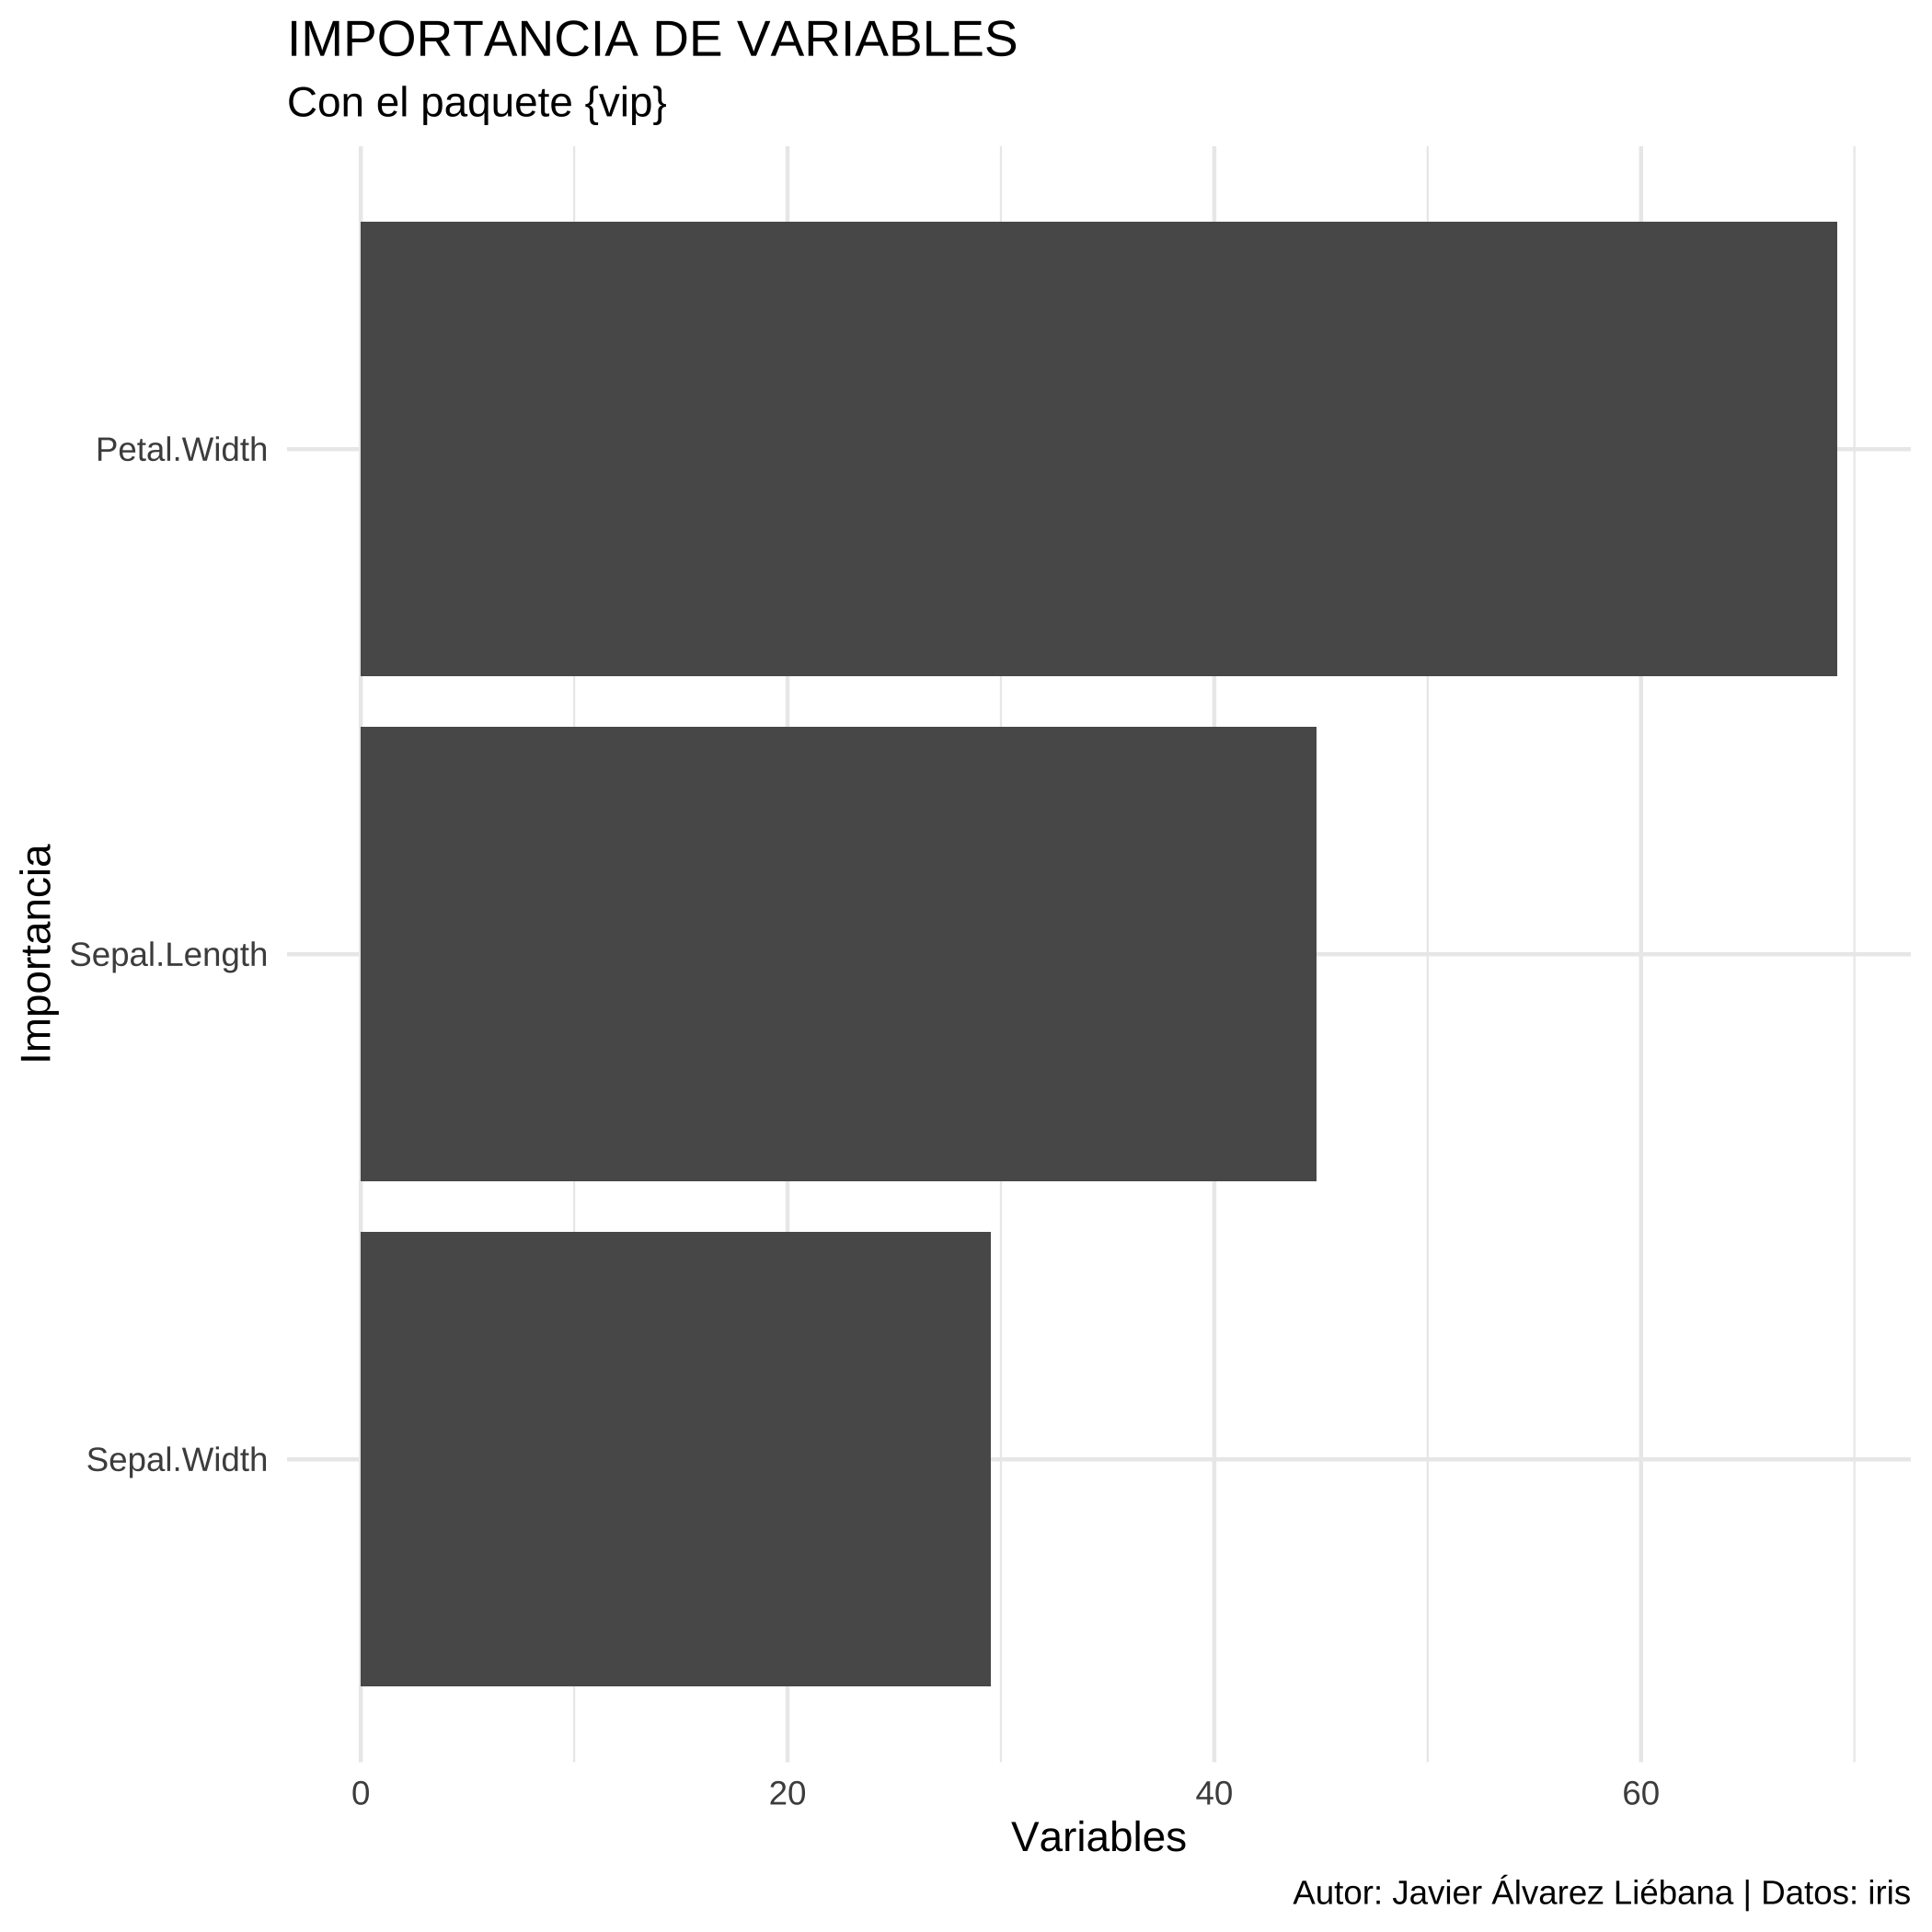 IMPORTANCIA DE VARIABLES
Con el paquete {vip}
Importancia
Petal.Width
Sepal.Length
Sepal.Width
0 20 40 60
Variables
Autor: Javier Álvarez Liébana | Datos: iris